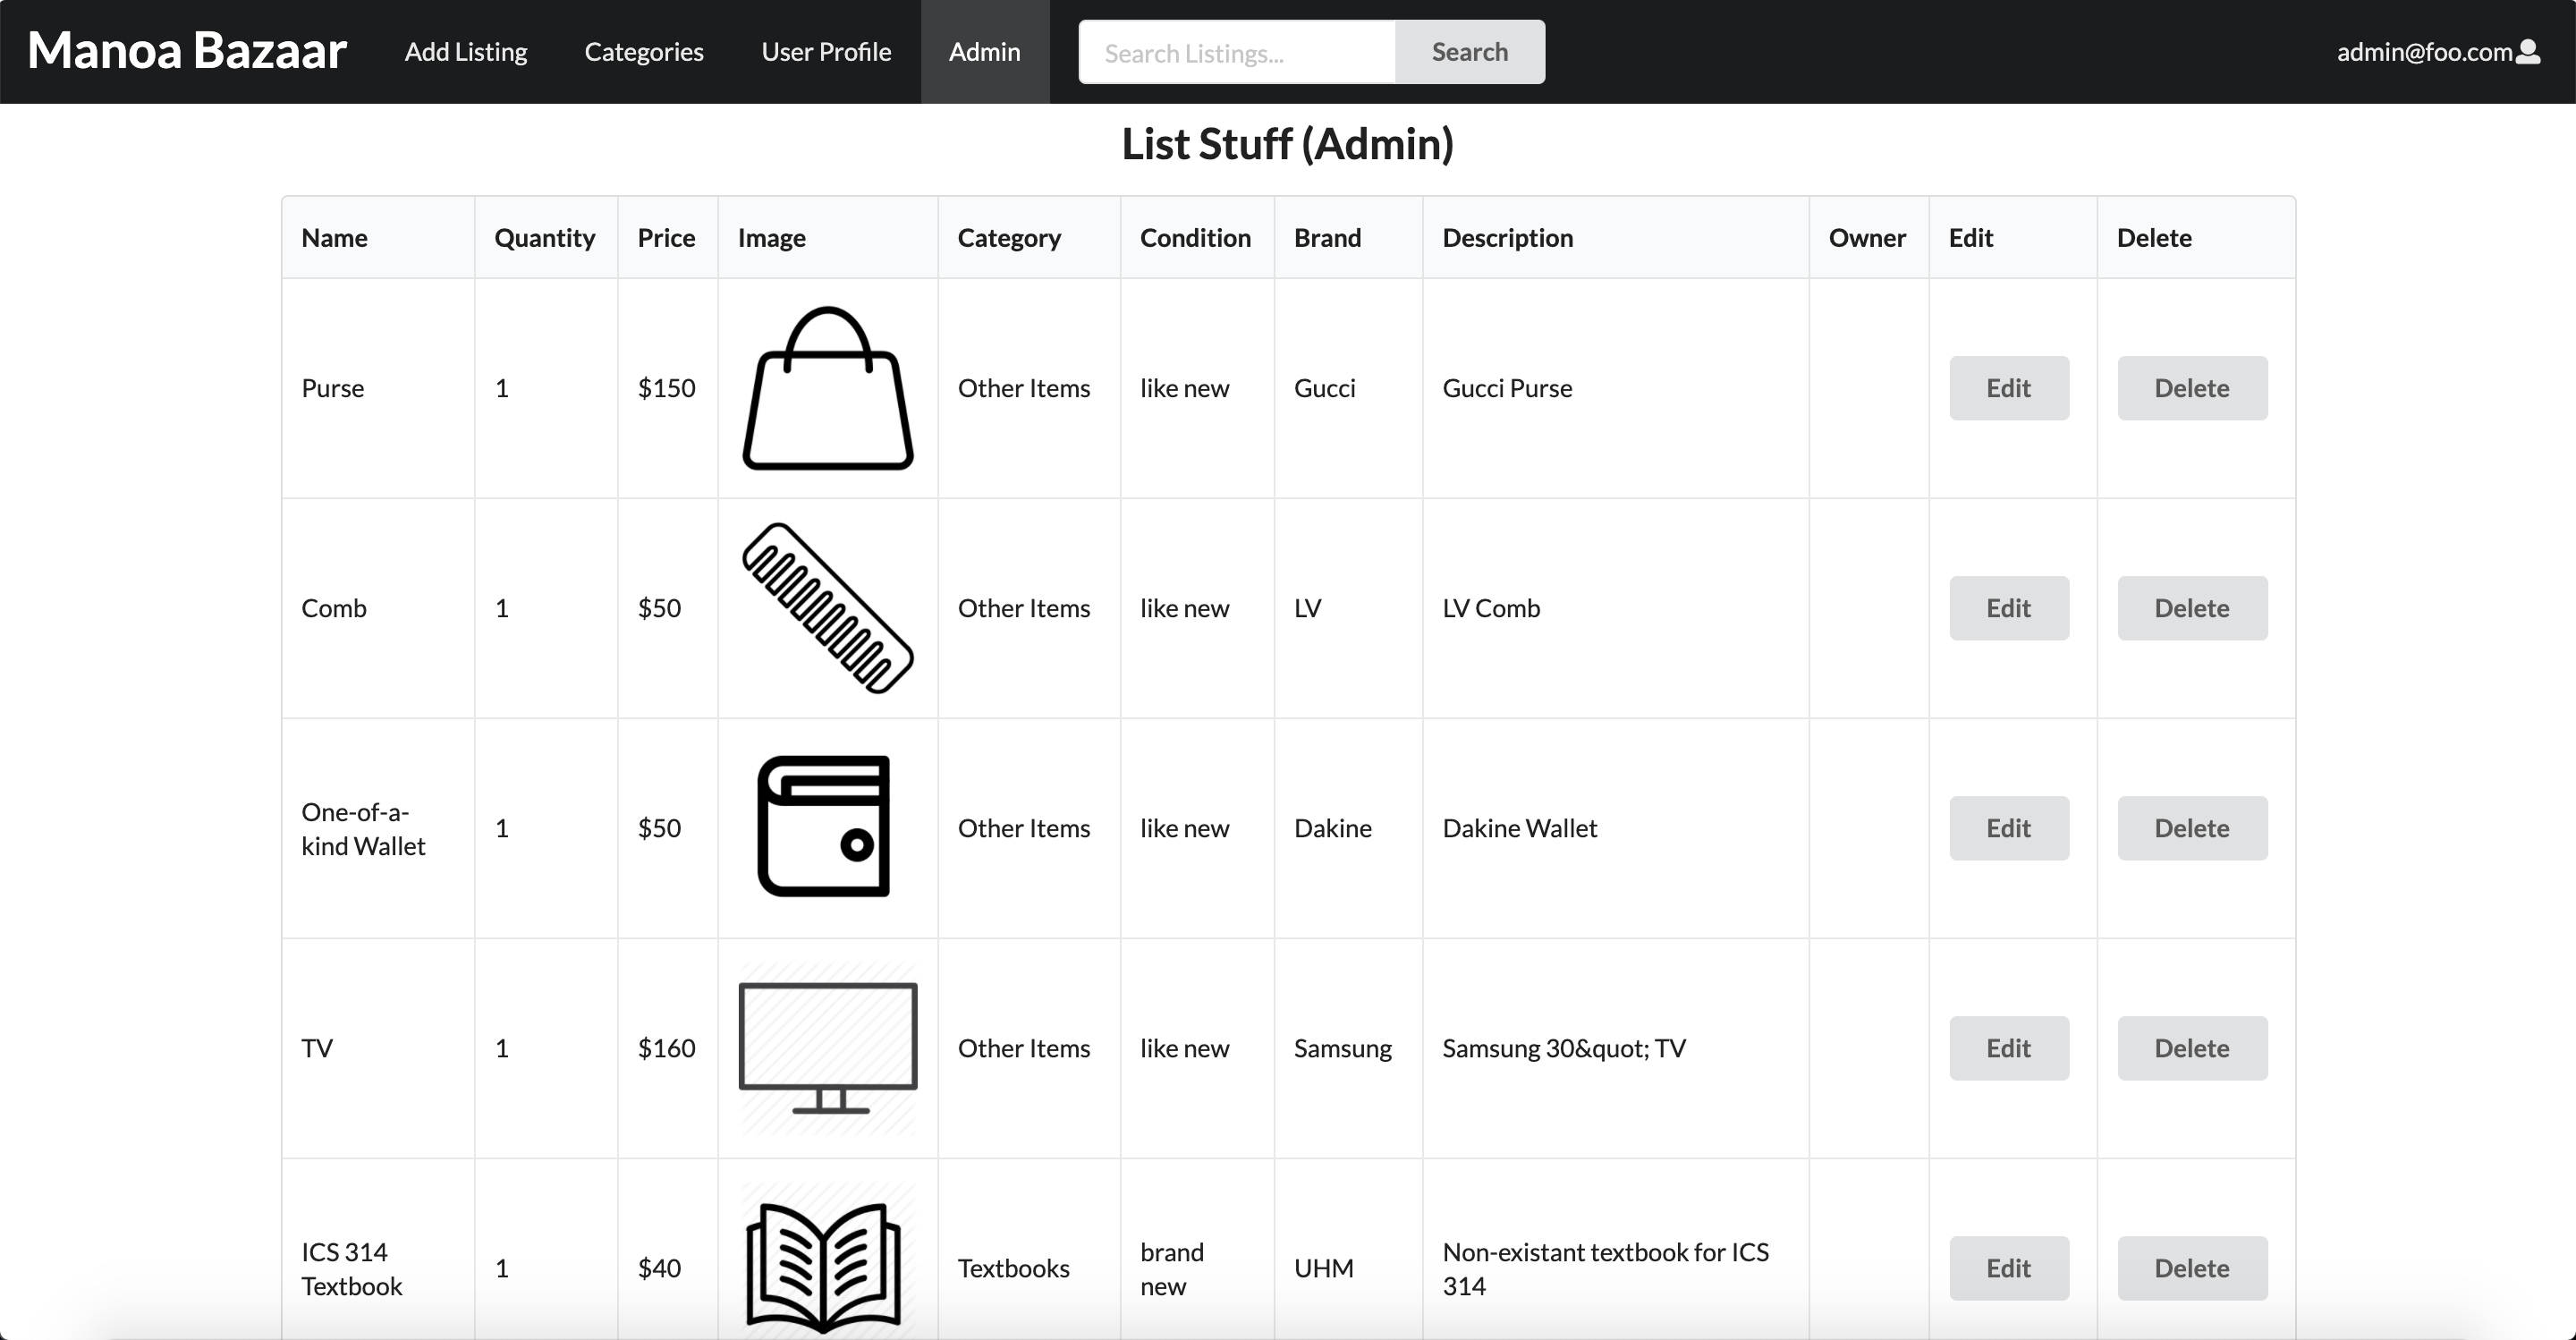 Manoa Bazaar Add Listing Categories User Profile Admin Search Listings... Search admin@foo.com
List Stuff (Admin)
Name Quantity Price Image Category Condition Brand Description Owner Edit Delete
Purse 1 $150 Other Items like new Gucci Gucci Purse Edit Delete
Comb 1 $50 Other Items like new LV LV Comb Edit Delete
One-of-a-
kind Wallet 1 $50 Other Items like new Dakine Dakine Wallet Edit Delete
TV 1 $160 Other Items like new Samsung Samsung 30&quot; TV Edit Delete
ICS 314
Textbook 1 $40 Textbooks brand
new UHM Non-existant textbook for ICS
314 Edit Delete